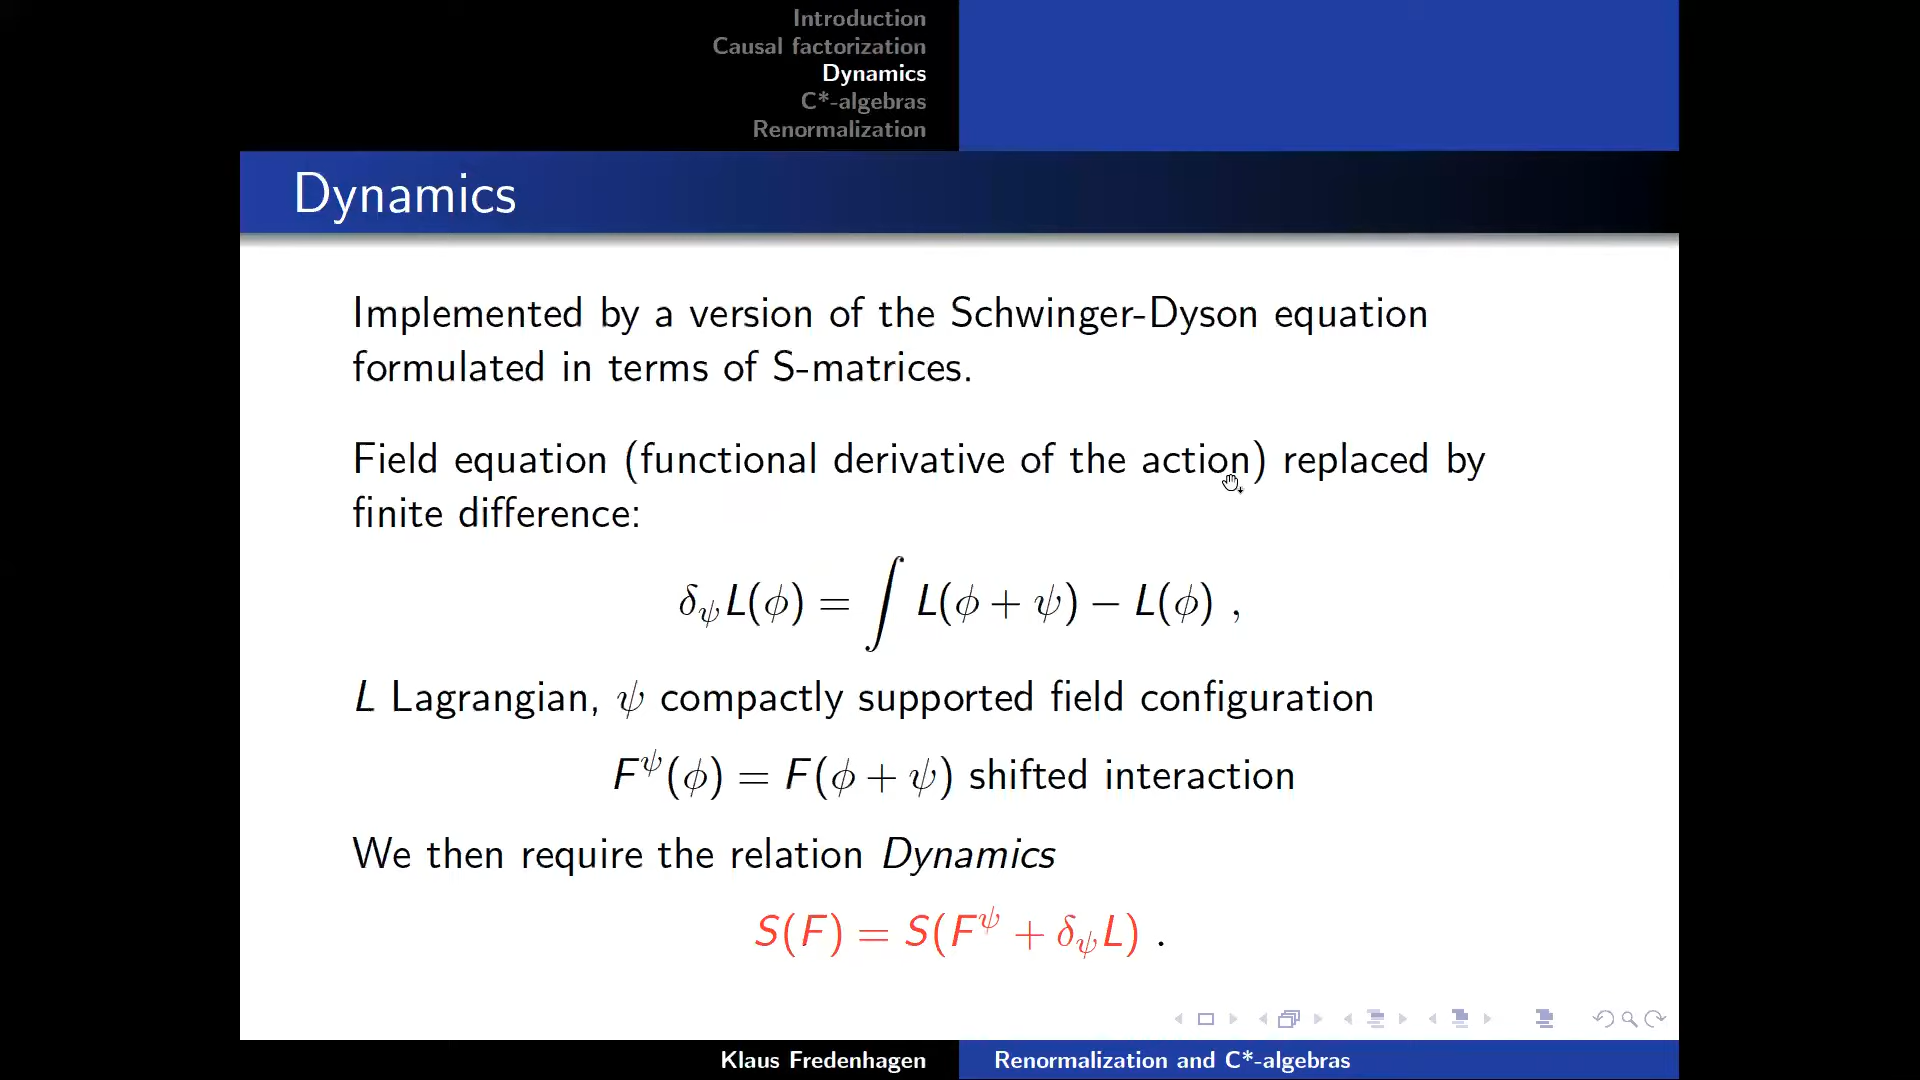 Introduction
Causal factorization
Dynamics
C*-algebras
Renormalization
Dynamics
Implemented by a version of the Schwinger-Dyson equation
formulated in terms of S-matrices.
Field equation (functional derivative of the action) replaced by
finite difference:
δ_ψ L(ϕ) = ∫ L(ϕ + ψ) − L(ϕ) ,
L Lagrangian, ψ compactly supported field configuration
F^ψ(ϕ) = F(ϕ + ψ) shifted interaction
We then require the relation Dynamics
S(F) = S(F^ψ + δ_ψ L) .
Klaus Fredenhagen
Renormalization and C*-algebras